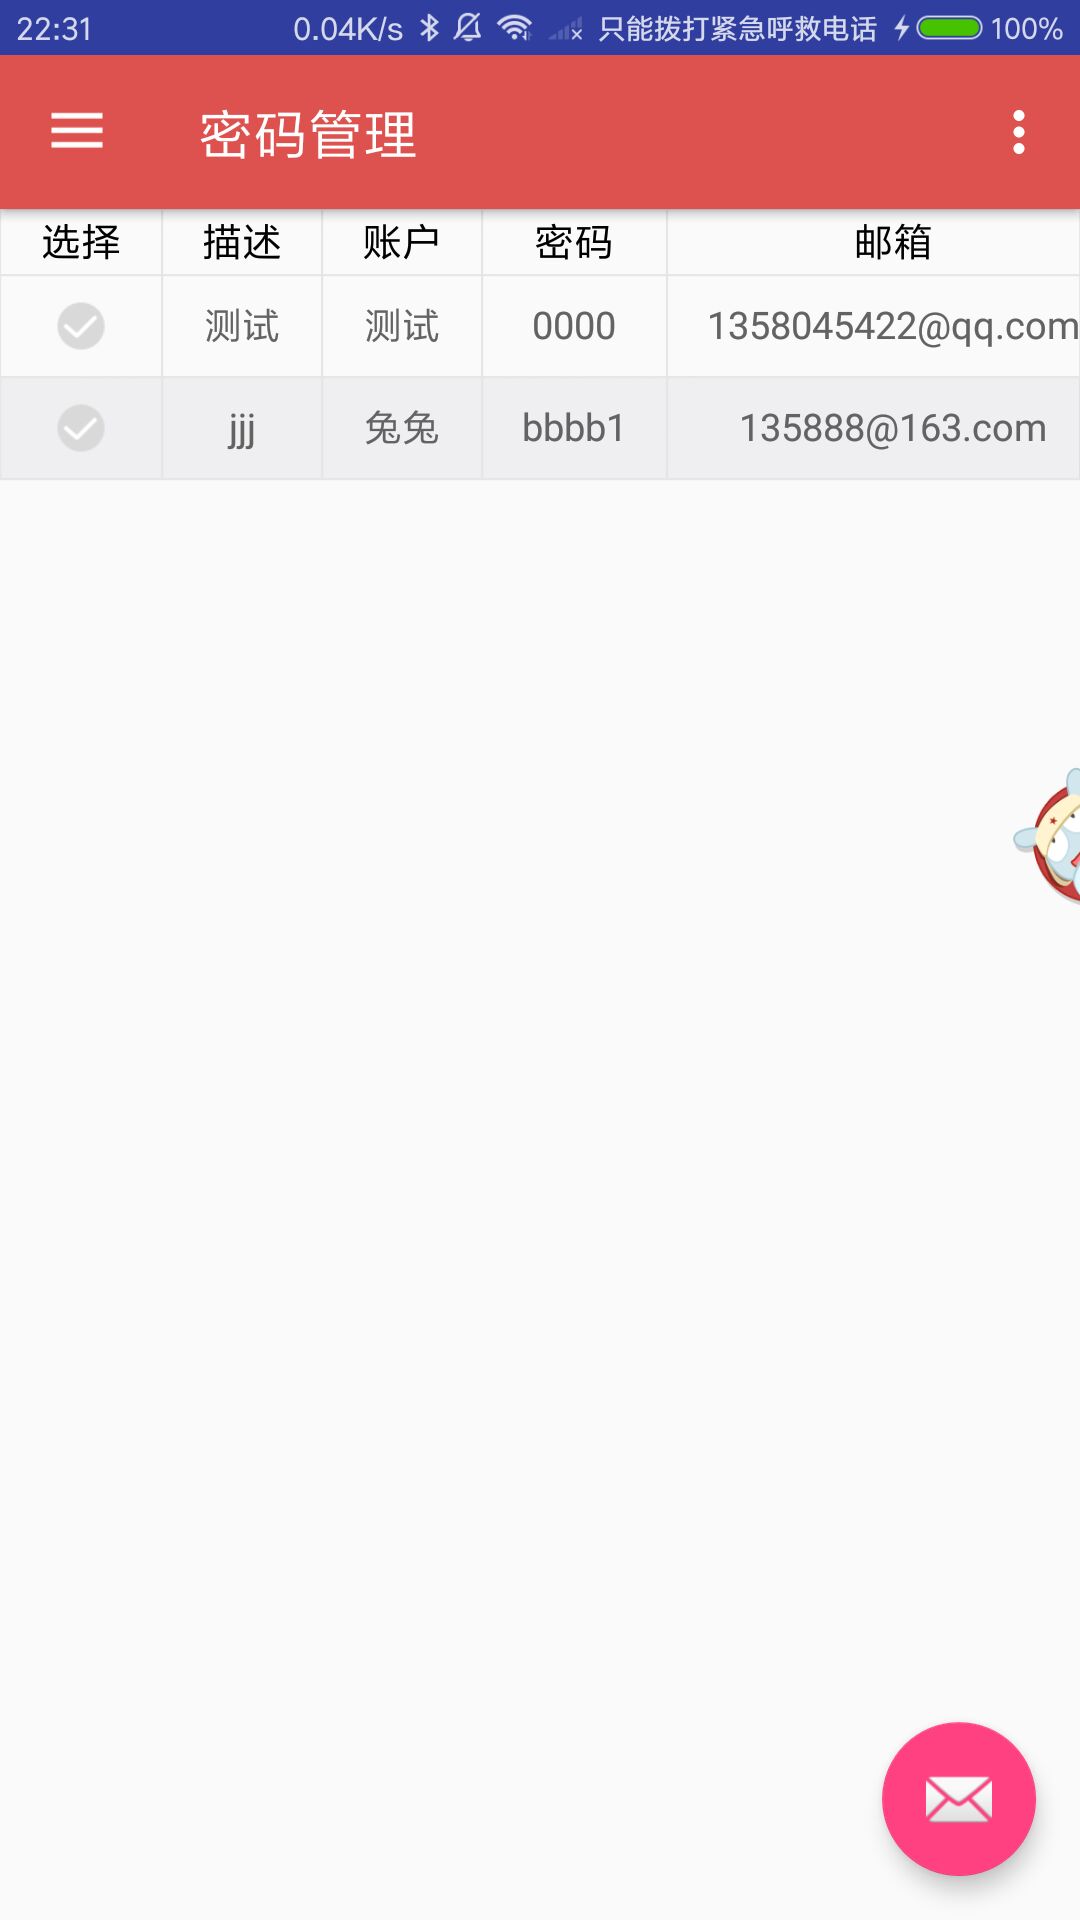 22:31 0.04K/s 只能拨打紧急呼救电话 100%
密码管理
选择 描述 账户 密码 邮箱
测试 测试 0000 1358045422@qq.com
jjj 兔兔 bbbb1 135888@163.com